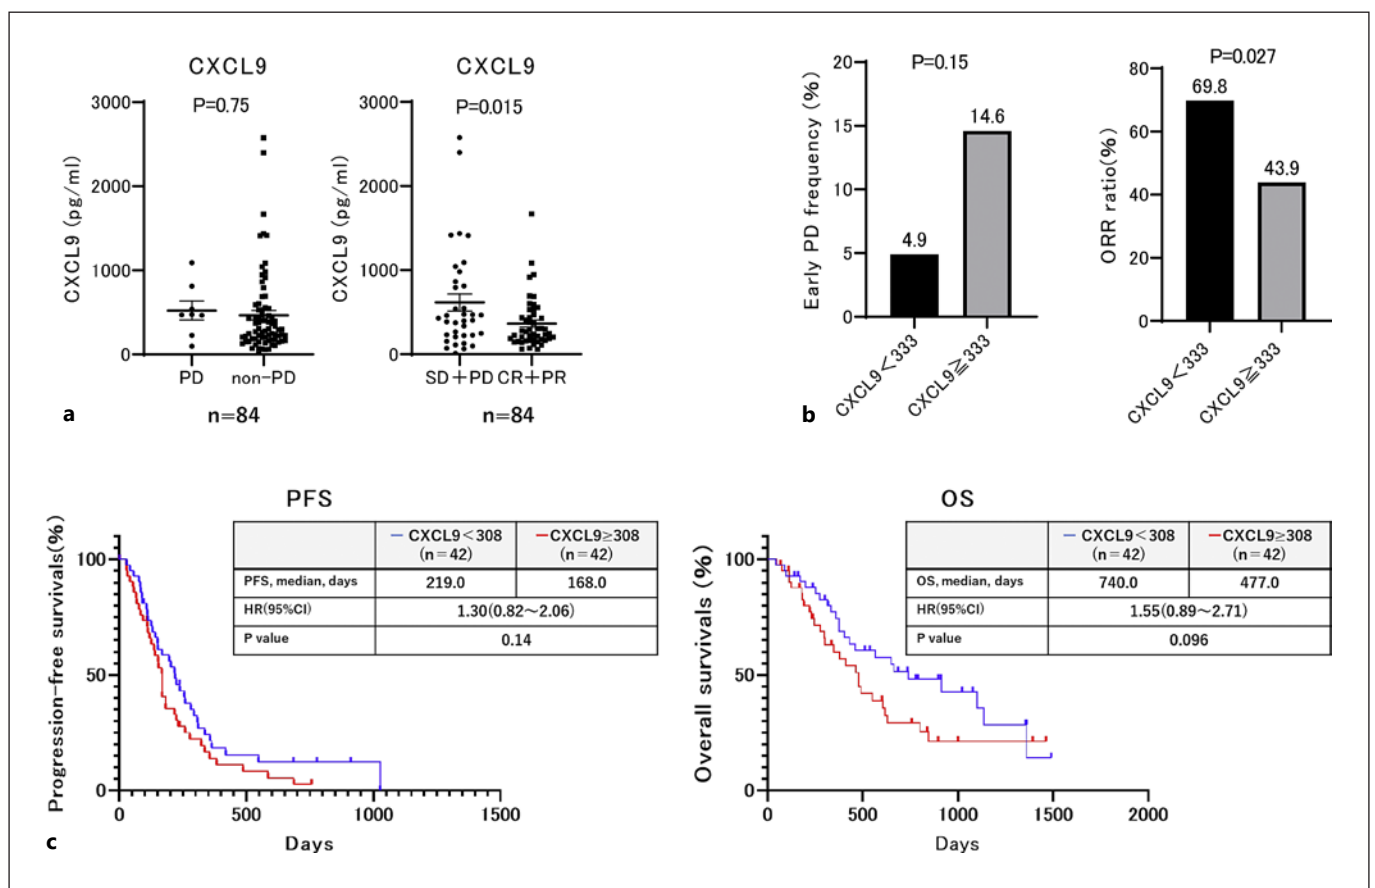 CXCL9
P=0.75
CXCL9 (pg/ml)
3000
2000
1000
0
PD non-PD
n=84
a
CXCL9
P=0.015
CXCL9 (pg/ml)
3000
2000
1000
0
SD+PD CR+PR
n=84
P=0.15
Early PD frequency (%)
20
15
10
5
0
4.9
14.6
CXCL9<333
CXCL9≧333
b
P=0.027
ORR ratio(%)
80
60
40
20
0
69.8
43.9
CXCL9<333
CXCL9≧333
PFS
Progression-free survivals(%)
100
50
0
0 500 1000 1500
Days
CXCL9<308 (n=42) CXCL9≥308 (n=42)
PFS, median, days 219.0 168.0
HR(95%CI) 1.30(0.82~2.06)
P value 0.14
c
OS
Overall survivals (%)
100
50
0
0 500 1000 1500 2000
Days
CXCL9<308 (n=42) CXCL9≥308 (n=42)
OS, median, days 740.0 477.0
HR(95%CI) 1.55(0.89~2.71)
P value 0.096